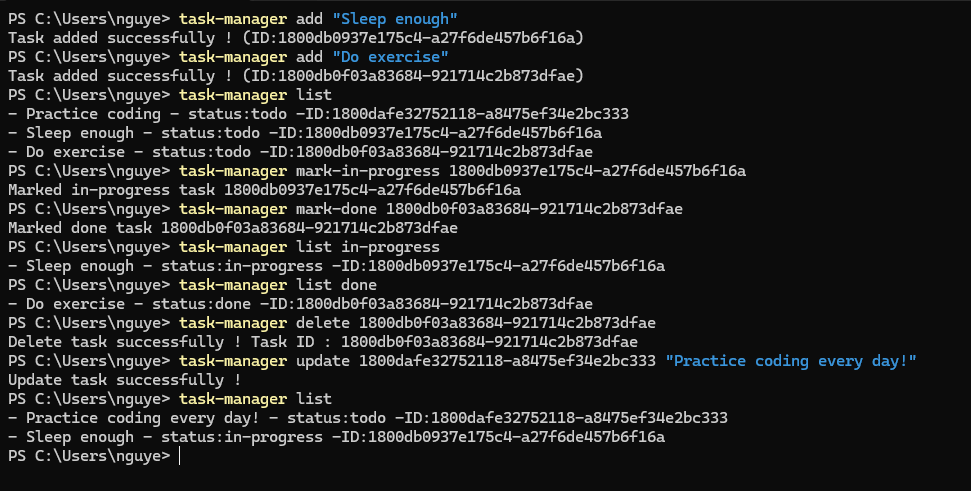 PS C:\Users\nguye> task-manager add "Sleep enough"
Task added successfully ! (ID:1800db0937e175c4-a27f6de457b6f16a)
PS C:\Users\nguye> task-manager add "Do exercise"
Task added successfully ! (ID:1800db0f03a83684-921714c2b873dfae)
PS C:\Users\nguye> task-manager list
- Practice coding - status:todo -ID:1800dafe32752118-a8475ef34e2bc333
- Sleep enough - status:todo -ID:1800db0937e175c4-a27f6de457b6f16a
- Do exercise - status:todo -ID:1800db0f03a83684-921714c2b873dfae
PS C:\Users\nguye> task-manager mark-in-progress 1800db0937e175c4-a27f6de457b6f16a
Marked in-progress task 1800db0937e175c4-a27f6de457b6f16a
PS C:\Users\nguye> task-manager mark-done 1800db0f03a83684-921714c2b873dfae
Marked done task 1800db0f03a83684-921714c2b873dfae
PS C:\Users\nguye> task-manager list in-progress
- Sleep enough - status:in-progress -ID:1800db0937e175c4-a27f6de457b6f16a
PS C:\Users\nguye> task-manager list done
- Do exercise - status:done -ID:1800db0f03a83684-921714c2b873dfae
PS C:\Users\nguye> task-manager delete 1800db0f03a83684-921714c2b873dfae
Delete task successfully ! Task ID : 1800db0f03a83684-921714c2b873dfae
PS C:\Users\nguye> task-manager update 1800dafe32752118-a8475ef34e2bc333 "Practice coding every day!"
Update task successfully !
PS C:\Users\nguye> task-manager list
- Practice coding every day! - status:todo -ID:1800dafe32752118-a8475ef34e2bc333
- Sleep enough - status:in-progress -ID:1800db0937e175c4-a27f6de457b6f16a
PS C:\Users\nguye>